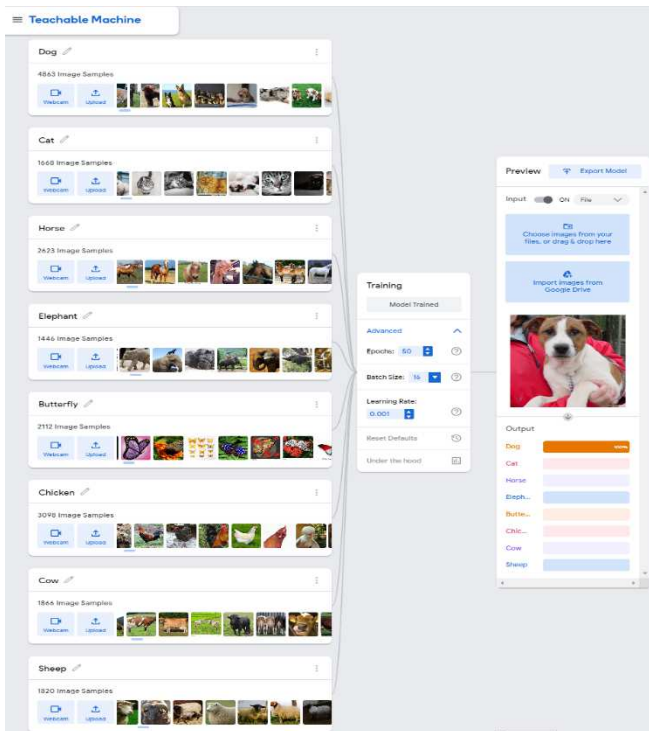 Teachable Machine
Dog
4863 Image Samples
Webcam Upload
Cat
1668 Image Samples
Webcam Upload
Horse
2623 Image Samples
Webcam Upload
Elephant
1446 Image Samples
Webcam Upload
Butterfly
2112 Image Samples
Webcam Upload
Chicken
3098 Image Samples
Webcam Upload
Cow
1866 Image Samples
Webcam Upload
Sheep
1820 Image Samples
Webcam Upload
Training
Model Trained
Advanced
Epochs: 50
Batch Size: 16
Learning Rate:
0.001
Reset Defaults
Under the hood
Preview Export Model
Input ON File
Choose images from your
files, or drag & drop here
Import images from
Google Drive
Output
Dog
Cat
Horse
Eleph...
Butte...
Chic...
Cow
Sheep